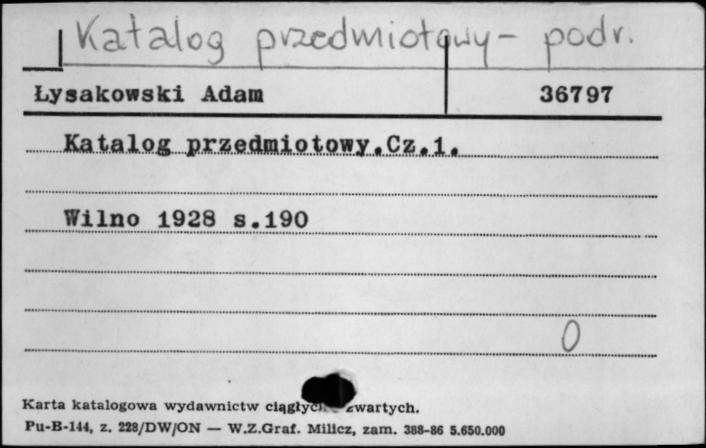 Katalog przedmiotowy - podr.
Łysakowski Adam 36797
Katalog przedmiotowy.Cz.1.
Wilno 1928 s.190
0
Karta katalogowa wydawnictw zwartych.
Pu-B-144, z. 228/DW/ON — W.Z.Graf. Milicz, zam. 388-86 5.650.000